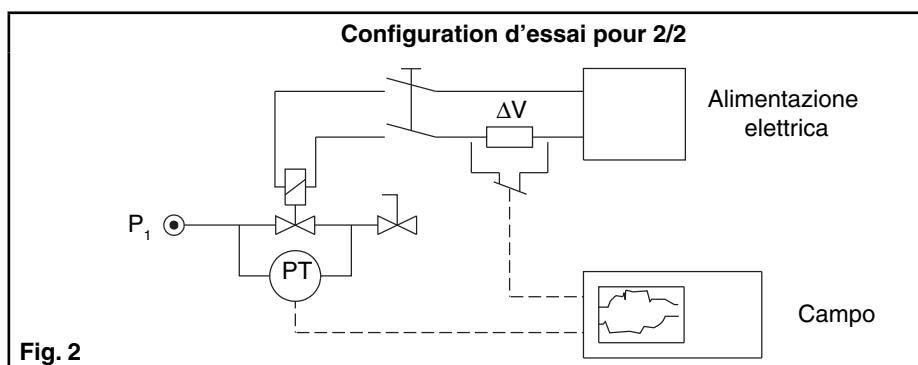 Configuration d’essai pour 2/2
ΔV
Alimentazione
elettrica
P1
PT
Campo
Fig. 2